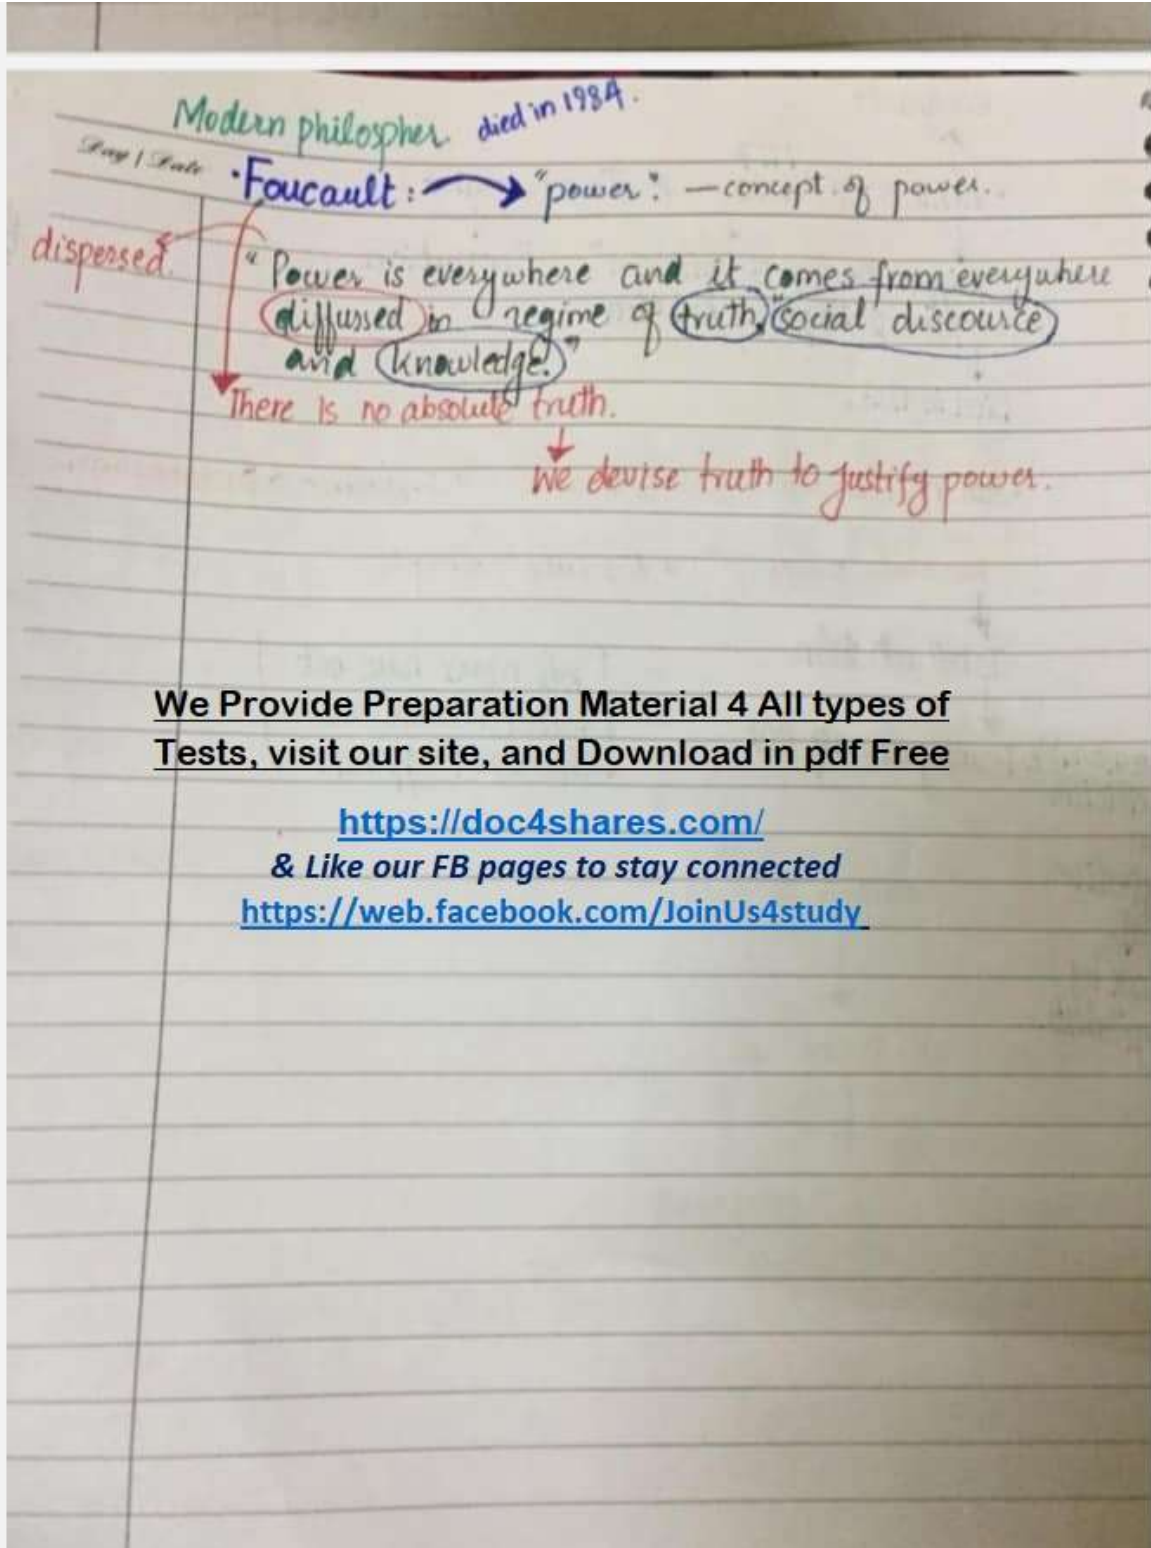 Modern philospher died in 1984.
Day / Date
·Foucault: → "power": — concept of power.
dispersed.
"Power is everywhere and it comes from everywhere
diffussed in regime of truth, social discource
and knowledge."
There is no absolute truth.
We devise truth to justify power.
We Provide Preparation Material 4 All types of
Tests, visit our site, and Download in pdf Free
https://doc4shares.com/
& Like our FB pages to stay connected
https://web.facebook.com/JoinUs4study